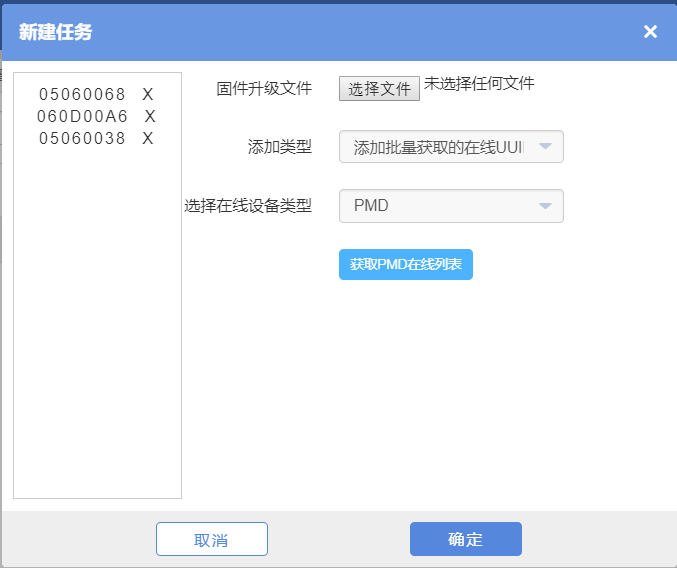 新建任务
×
05060068 X
060D00A6 X
05060038 X
固件升级文件
选择文件 未选择任何文件
添加类型
添加批量获取的在线UUI
选择在线设备类型
PMD
获取PMD在线列表
取消
确定